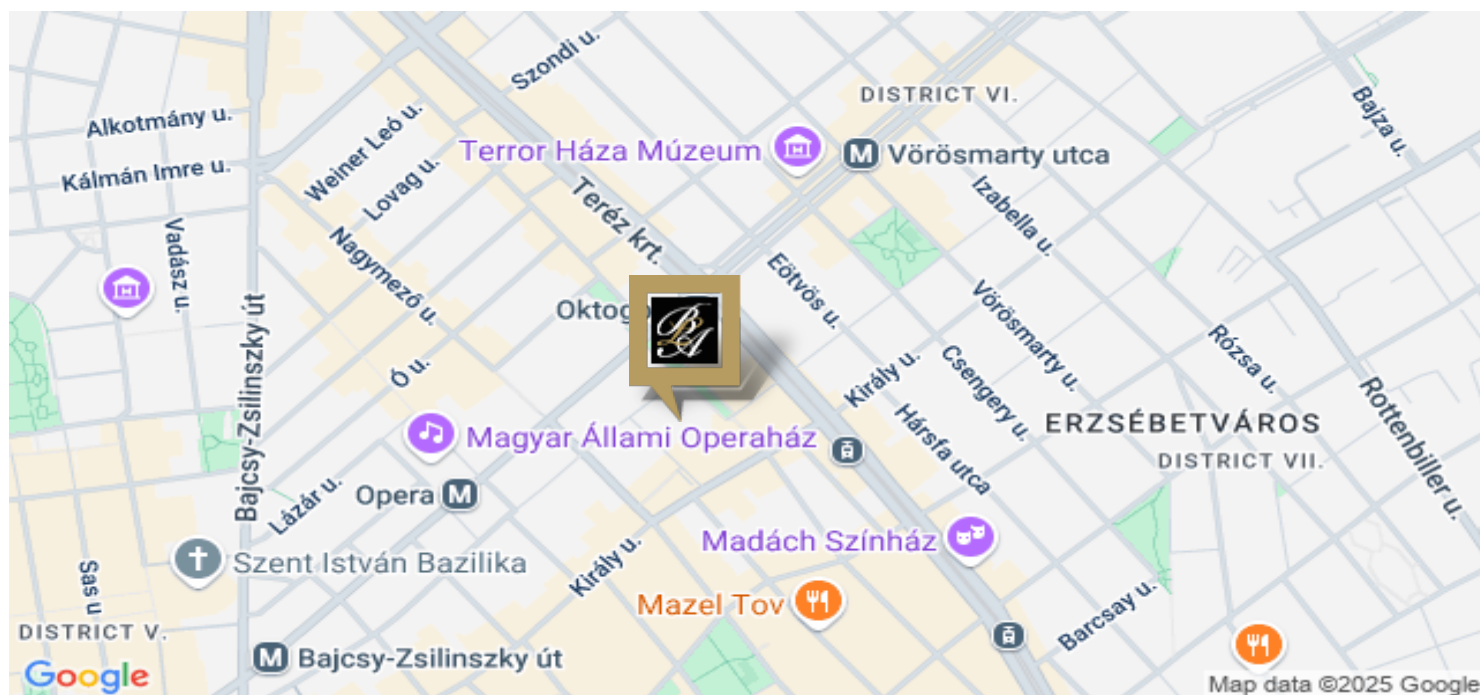 Szondi u.
DISTRICT VI.
Bajza u.
Alkotmány u.
Weiner Leó u.
Terror Háza Múzeum
M Vörösmarty utca
Kálmán Imre u.
Lovag u.
Izabella u.
Teréz krt.
Vadász u.
Nagymező u.
Eötvös u.
Vörösmarty u.
Bajcsy-Zsilinszky út
Oktogo
Rózsa u.
Ó u.
Király u.
Csengery u.
Rottenbiller u.
Hársfa utca
ERZSÉBETVÁROS
Magyar Állami Operaház
DISTRICT VII.
Opera M
Lázár u.
Madách Színház
Szent István Bazilika
Király u.
Sas u
Mazel Tov
Barcsay u.
DISTRICT V.
M Bajcsy-Zsilinszky út
Google
Map data ©2025 Google